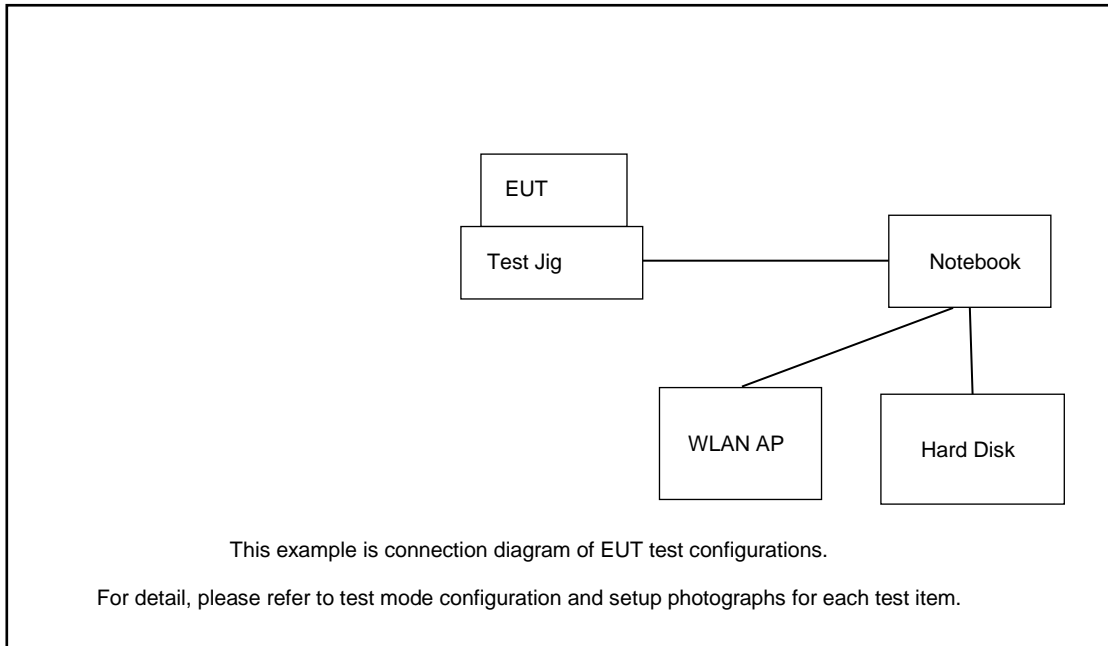 EUT
Test Jig
Notebook
WLAN AP
Hard Disk
This example is connection diagram of EUT test configurations.
For detail, please refer to test mode configuration and setup photographs for each test item.